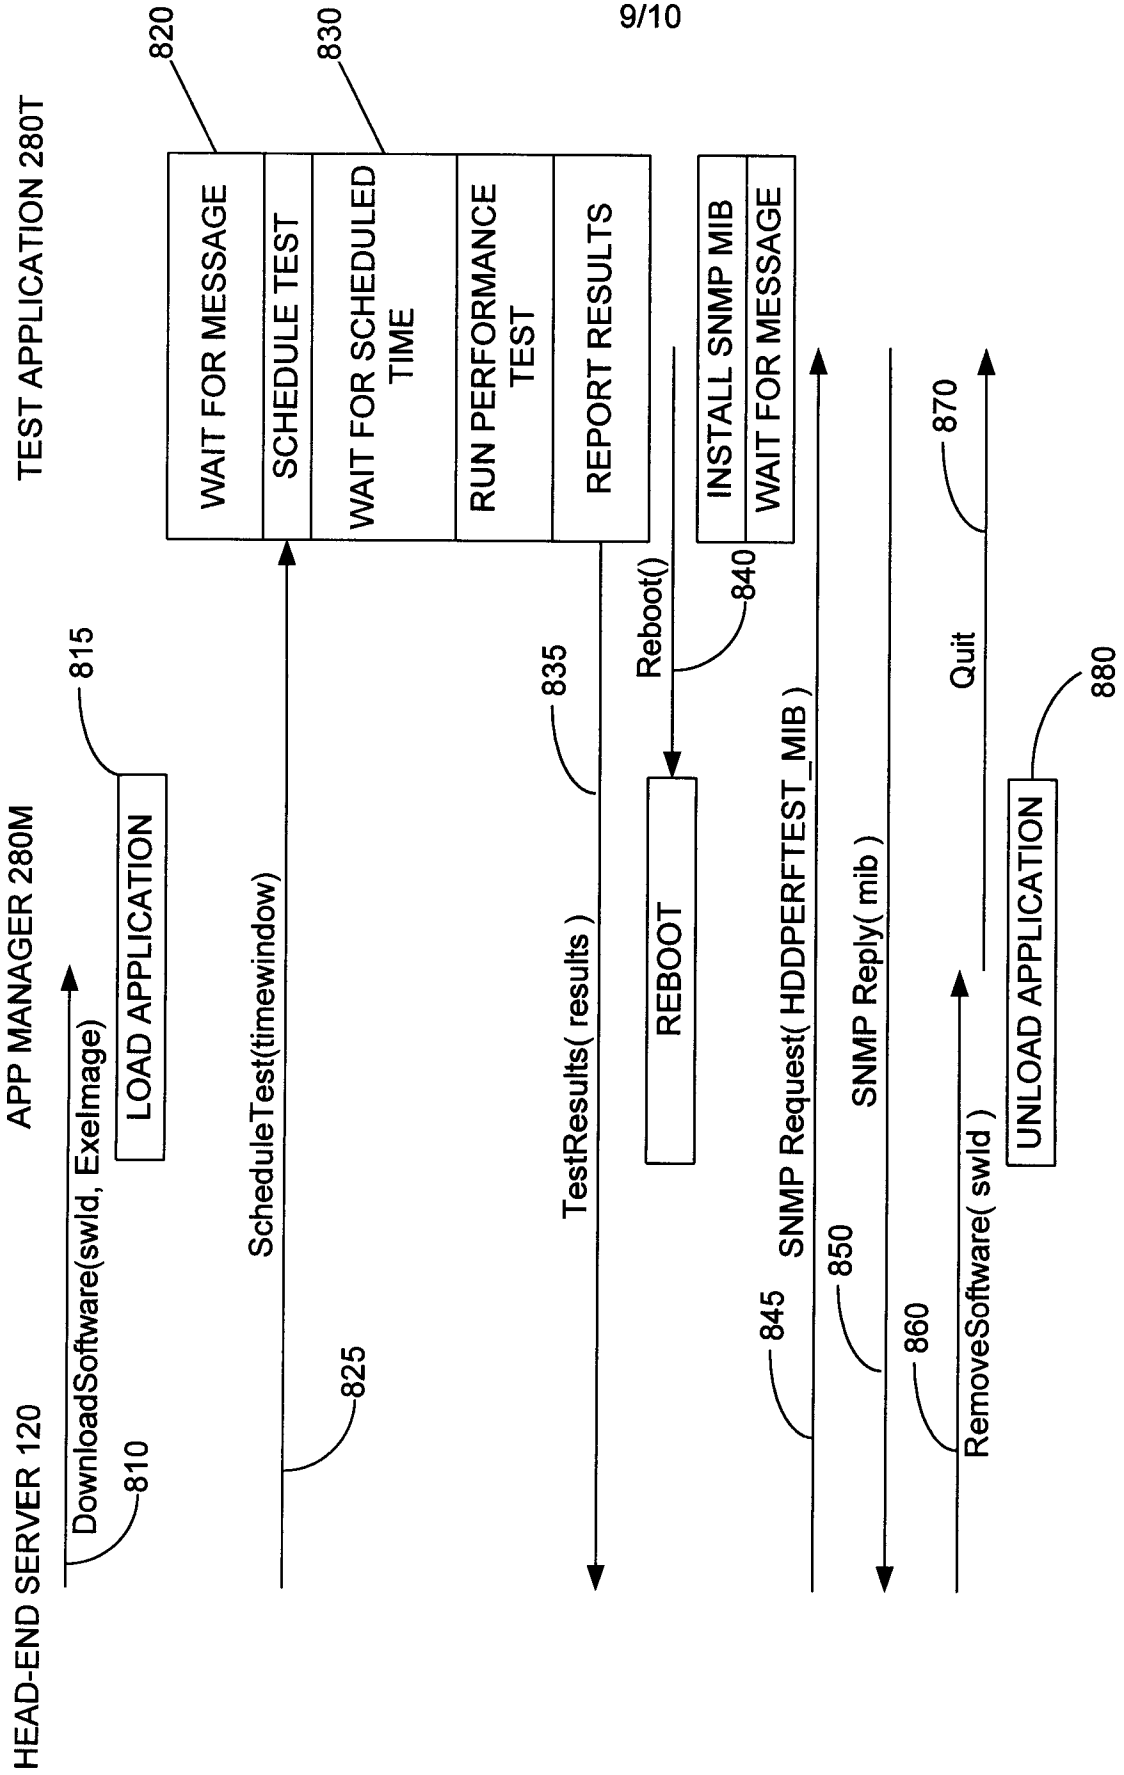 9/10
HEAD-END SERVER 120
APP MANAGER 280M
TEST APPLICATION 280T
DownloadSoftware(swId, ExeImage)
810
LOAD APPLICATION
815
WAIT FOR MESSAGE
820
ScheduleTest(timewindow)
825
SCHEDULE TEST
WAIT FOR SCHEDULED
TIME
830
RUN PERFORMANCE
TEST
REPORT RESULTS
TestResults( results )
835
Reboot()
840
REBOOT
INSTALL SNMP MIB
WAIT FOR MESSAGE
SNMP Request( HDDPERFTEST_MIB )
845
SNMP Reply( mib )
850
860
RemoveSoftware( swId )
Quit
870
UNLOAD APPLICATION
880